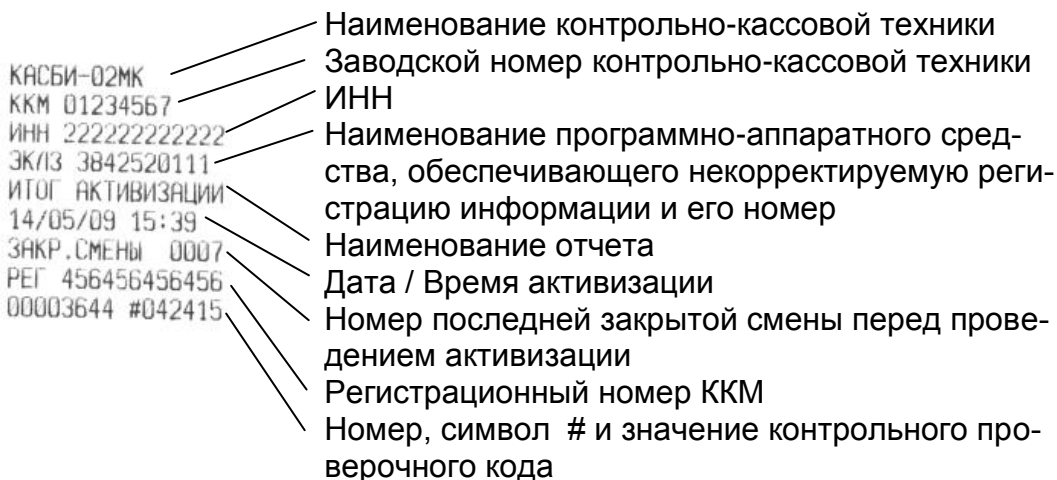 КАСБИ-02МК
ККМ 01234567
ИНН 222222222222
ЭКЛЗ 3842520111
ИТОГ АКТИВИЗАЦИИ
14/05/09 15:39
ЗАКР.СМЕНЫ 0007
РЕГ 456456456456
00003644 #042415
Наименование контрольно-кассовой техники
Заводской номер контрольно-кассовой техники
ИНН
Наименование программно-аппаратного сред-
ства, обеспечивающего некорректируемую реги-
страцию информации и его номер
Наименование отчета
Дата / Время активизации
Номер последней закрытой смены перед прове-
дением активизации
Регистрационный номер ККМ
Номер, символ # и значение контрольного про-
верочного кода